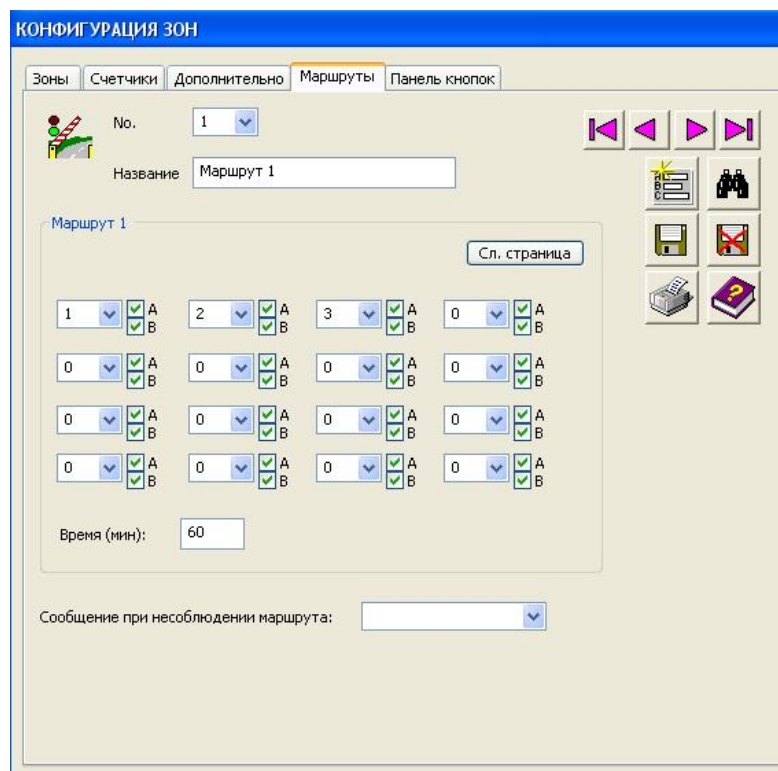 КОНФИГУРАЦИЯ ЗОН
Зоны Счетчики Дополнительно Маршруты Панель кнопок
No. 1
Название Маршрут 1
Маршрут 1
Сл. страница
1 A B 2 A B 3 A B 0 A B
0 A B 0 A B 0 A B 0 A B
0 A B 0 A B 0 A B 0 A B
0 A B 0 A B 0 A B 0 A B
Время (мин): 60
Сообщение при несоблюдении маршрута: